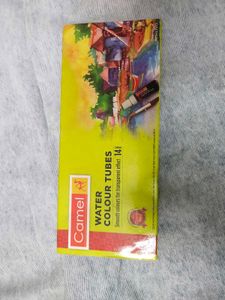 Camel
WATER
COLOUR TUBES
Smooth colours for transparent effect
14